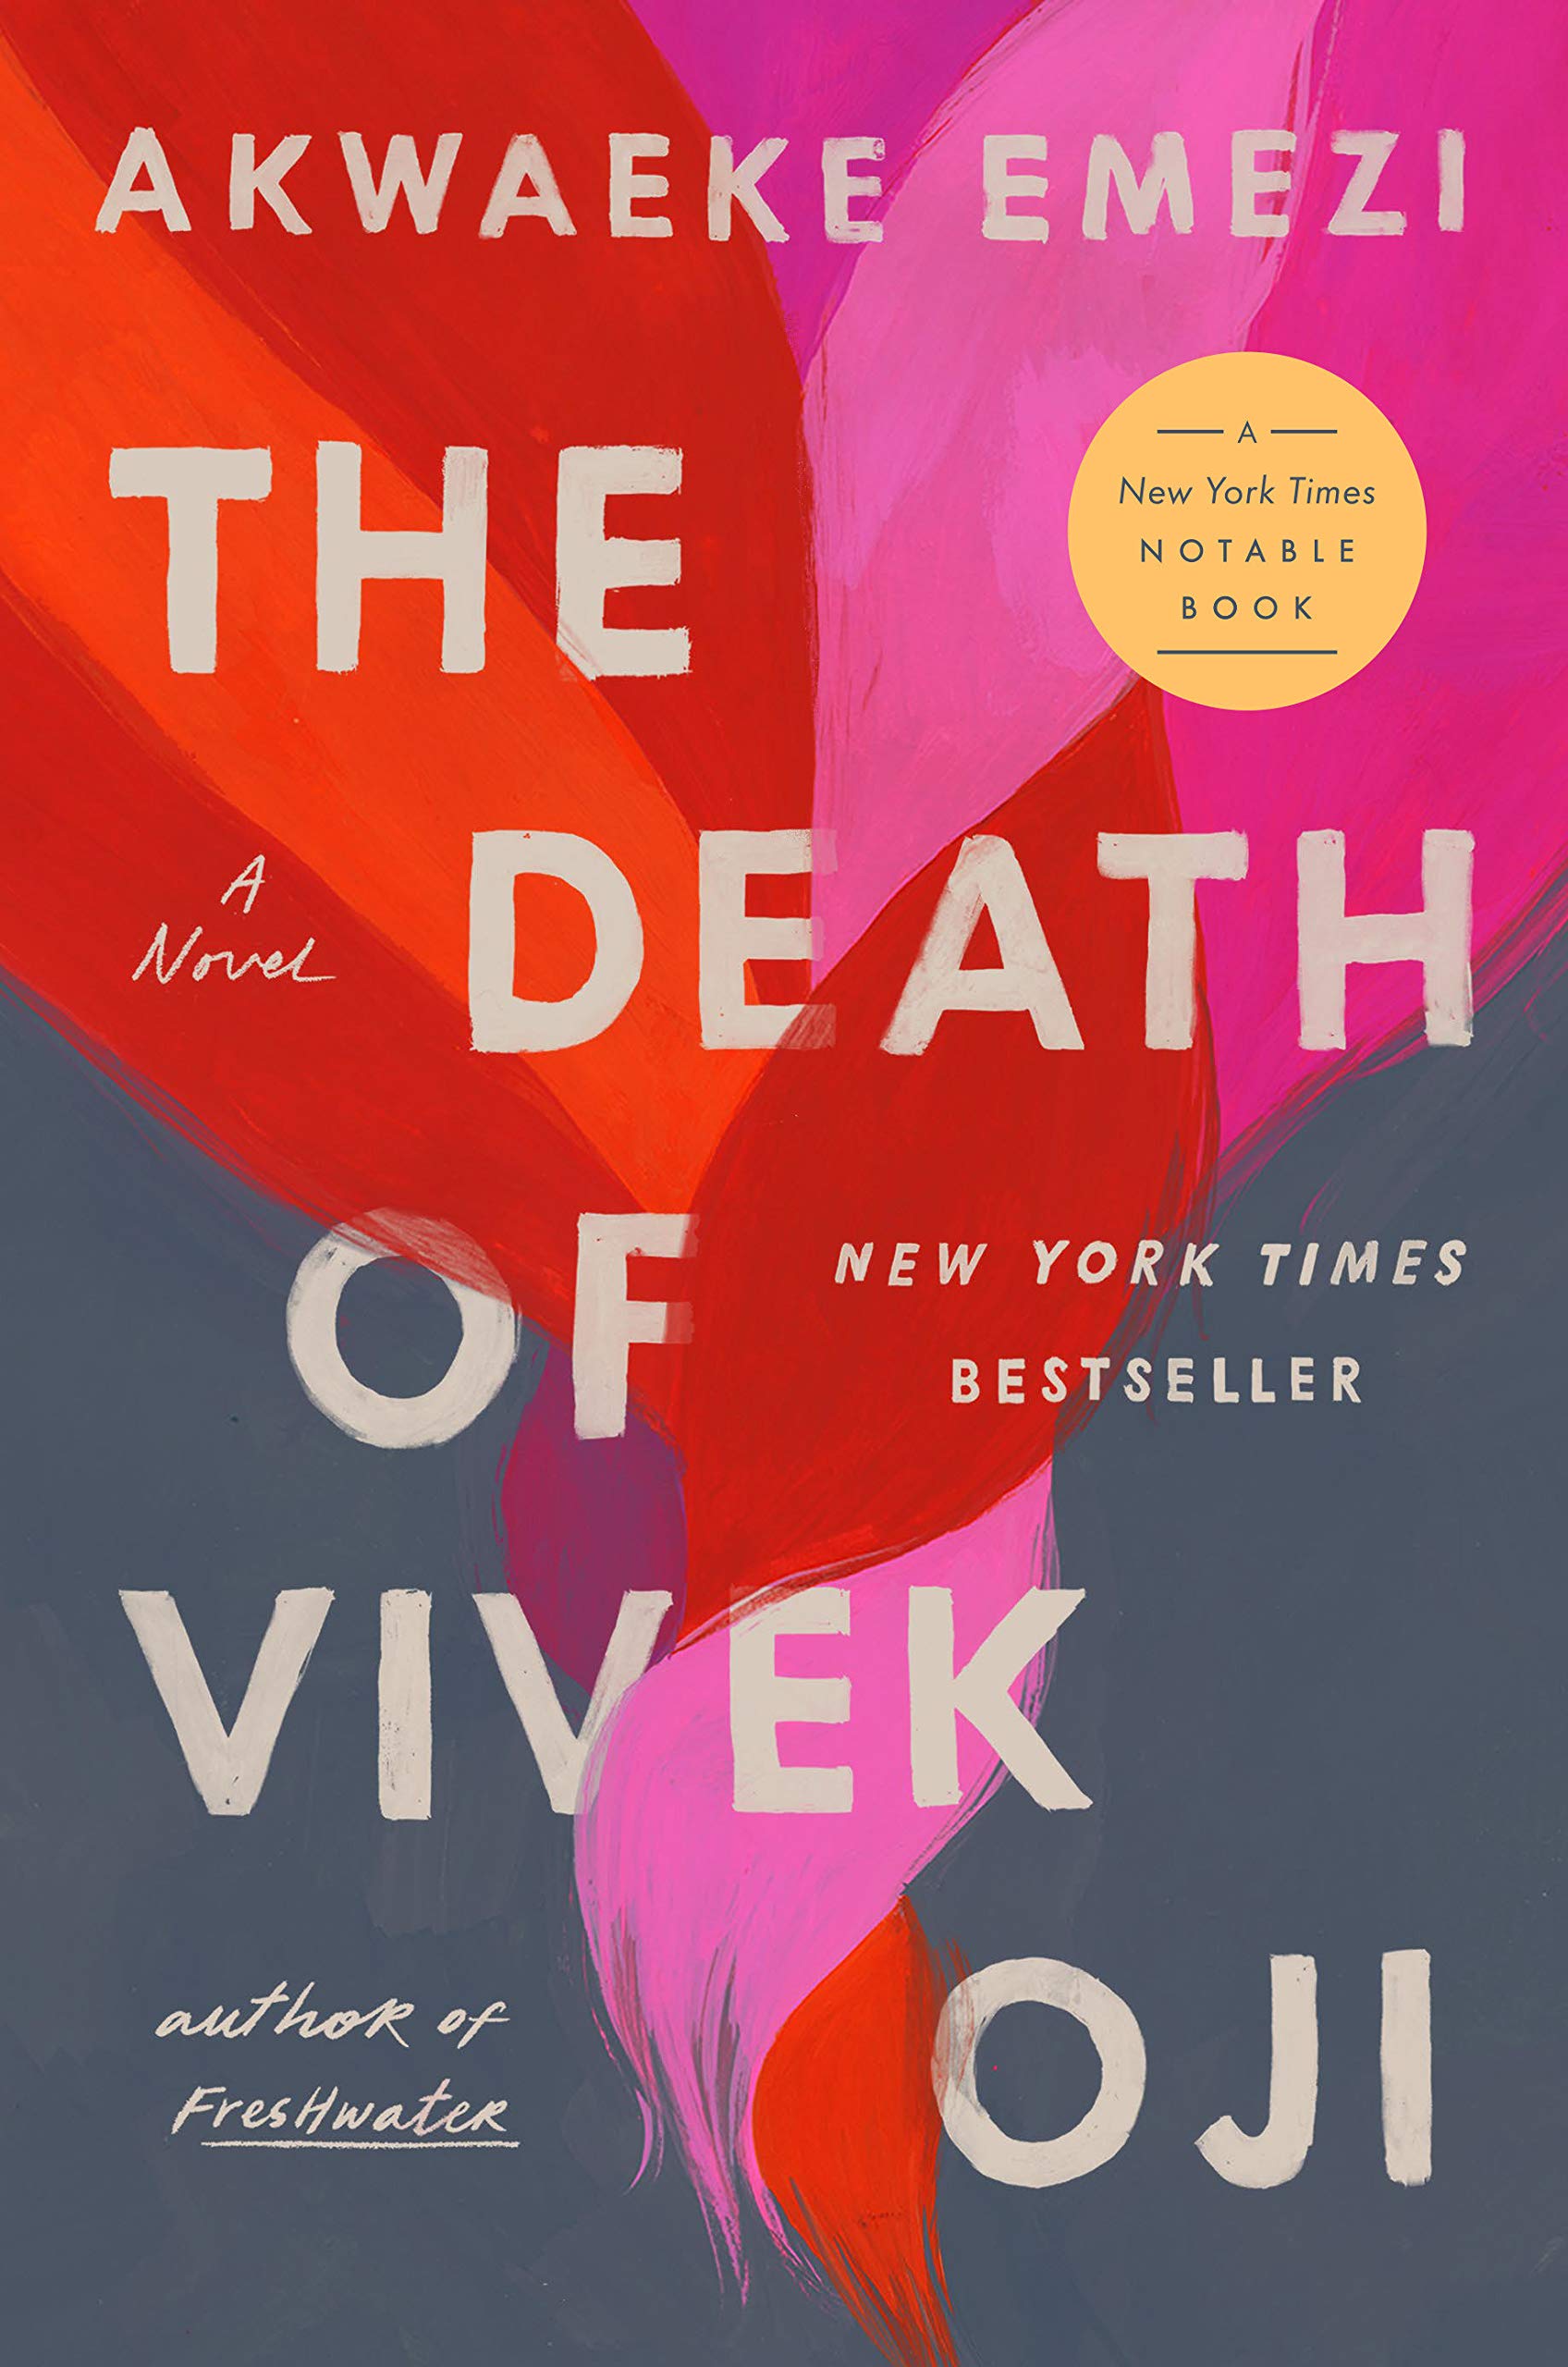 AKWAEKE EMEZI
THE
A
New York Times
NOTABLE
BOOK
DEATH
A
Novel
OF
NEW YORK TIMES
BESTSELLER
VIVEK
OJI
author of
Freshwater